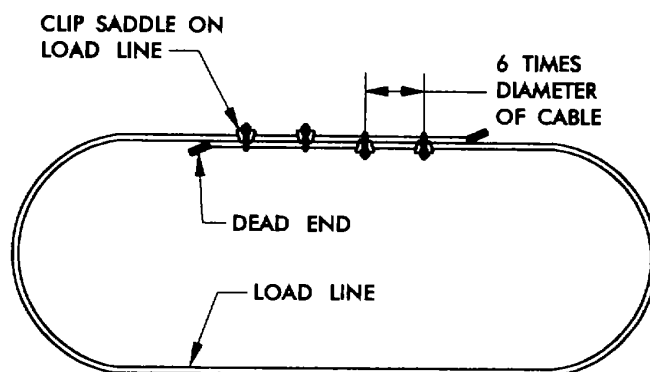 CLIP SADDLE ON
LOAD LINE
6 TIMES
DIAMETER
OF CABLE
DEAD END
LOAD LINE